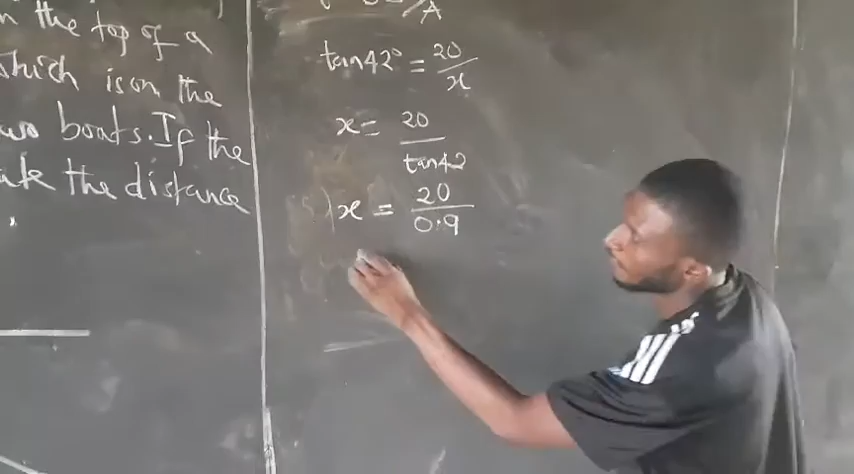 the top of a
which is on the
two boats. If the
the distance
tan42° = 20/x
x = 20/tan42
x = 20/0.9